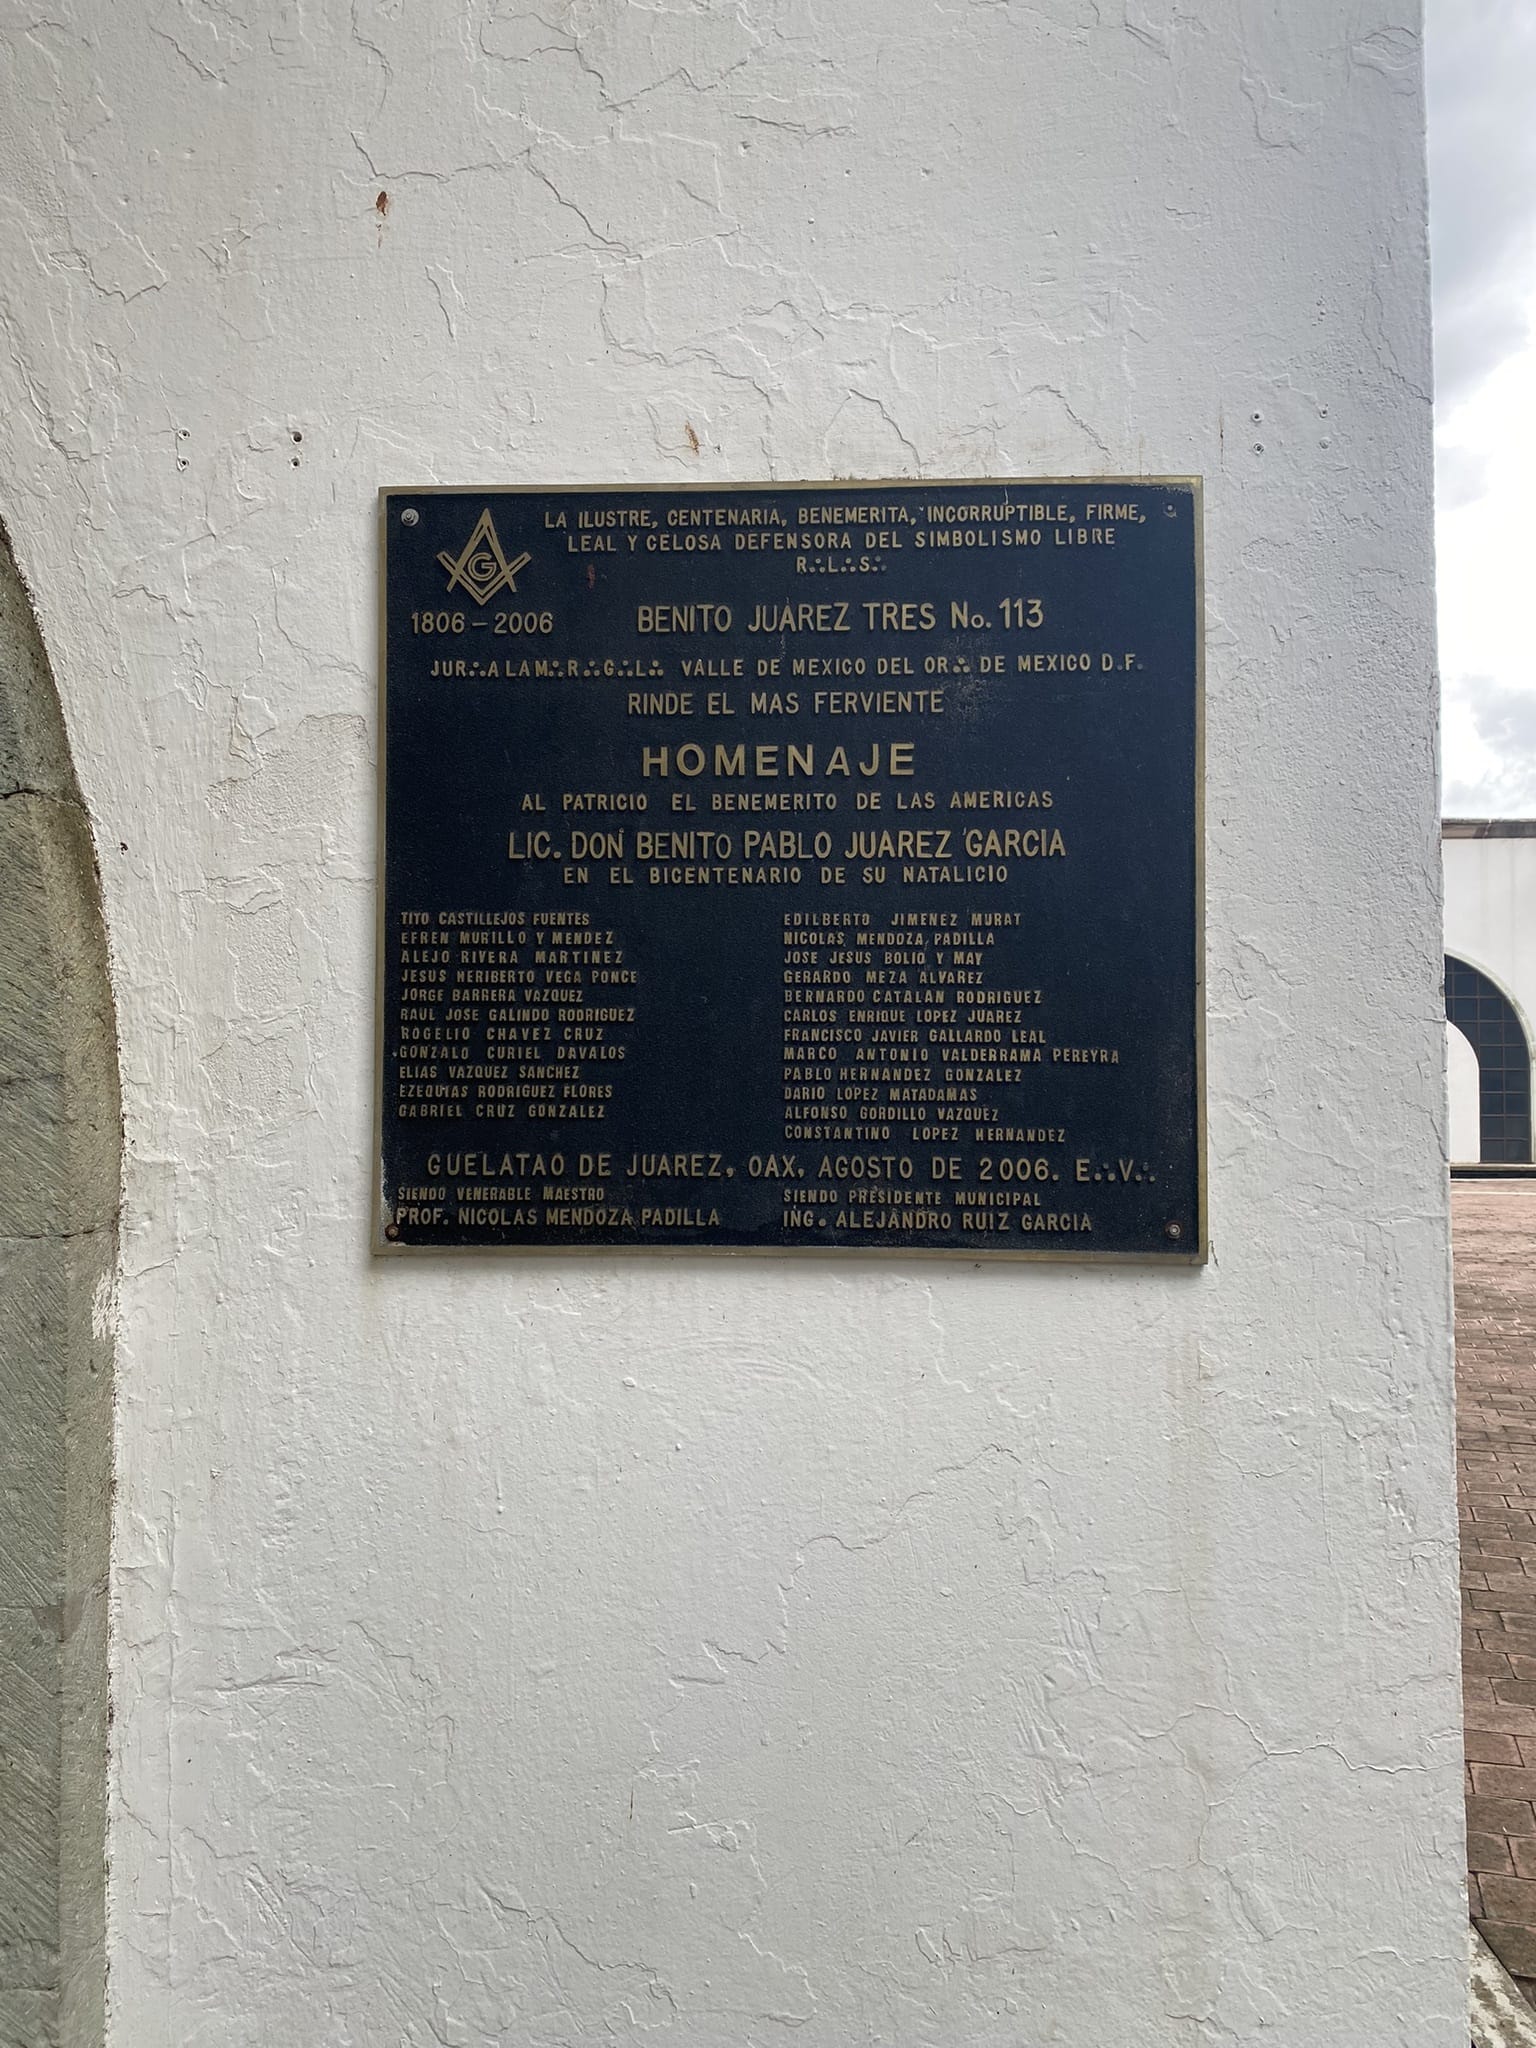 LA ILUSTRE, CENTENARIA, BENEMERITA, INCORRUPTIBLE, FIRME,
LEAL Y CELOSA DEFENSORA DEL SIMBOLISMO LIBRE
R∴L∴S∴
G
1806-2006
BENITO JUAREZ TRES No. 113
JUR∴A LA M∴R∴G∴L∴ VALLE DE MEXICO DEL OR∴ DE MEXICO D.F.
RINDE EL MAS FERVIENTE
HOMENAJE
AL PATRICIO EL BENEMERITO DE LAS AMERICAS
LIC. DON BENITO PABLO JUAREZ GARCIA
EN EL BICENTENARIO DE SU NATALICIO
TITO CASTILLEJOS FUENTES
EFREN MURILLO Y MENDEZ
ALEJO RIVERA MARTINEZ
JESUS HERIBERTO VEGA PONCE
JORGE BARRERA VAZQUEZ
RAUL JOSE GALINDO RODRIGUEZ
ROGELIO CHAVEZ CRUZ
GONZALO CURIEL DAVALOS
ELIAS VAZQUEZ SANCHEZ
EZEQUIAS RODRIGUEZ FLORES
GABRIEL CRUZ GONZALEZ
EDILBERTO JIMENEZ MURAT
NICOLAS MENDOZA PADILLA
JOSE JESUS BOLIO Y MAY
GERARDO MEZA ALVAREZ
BERNARDO CATALAN RODRIGUEZ
CARLOS ENRIQUE LOPEZ JUAREZ
FRANCISCO JAVIER GALLARDO LEAL
MARCO ANTONIO VALDERRAMA PEREYRA
PABLO HERNANDEZ GONZALEZ
DARIO LOPEZ MATADAMAS
ALFONSO GORDILLO VAZQUEZ
CONSTANTINO LOPEZ HERNANDEZ
GUELATAO DE JUAREZ, OAX, AGOSTO DE 2006. E∴V∴
SIENDO VENERABLE MAESTRO
PROF. NICOLAS MENDOZA PADILLA
SIENDO PRESIDENTE MUNICIPAL
ING. ALEJANDRO RUIZ GARCIA